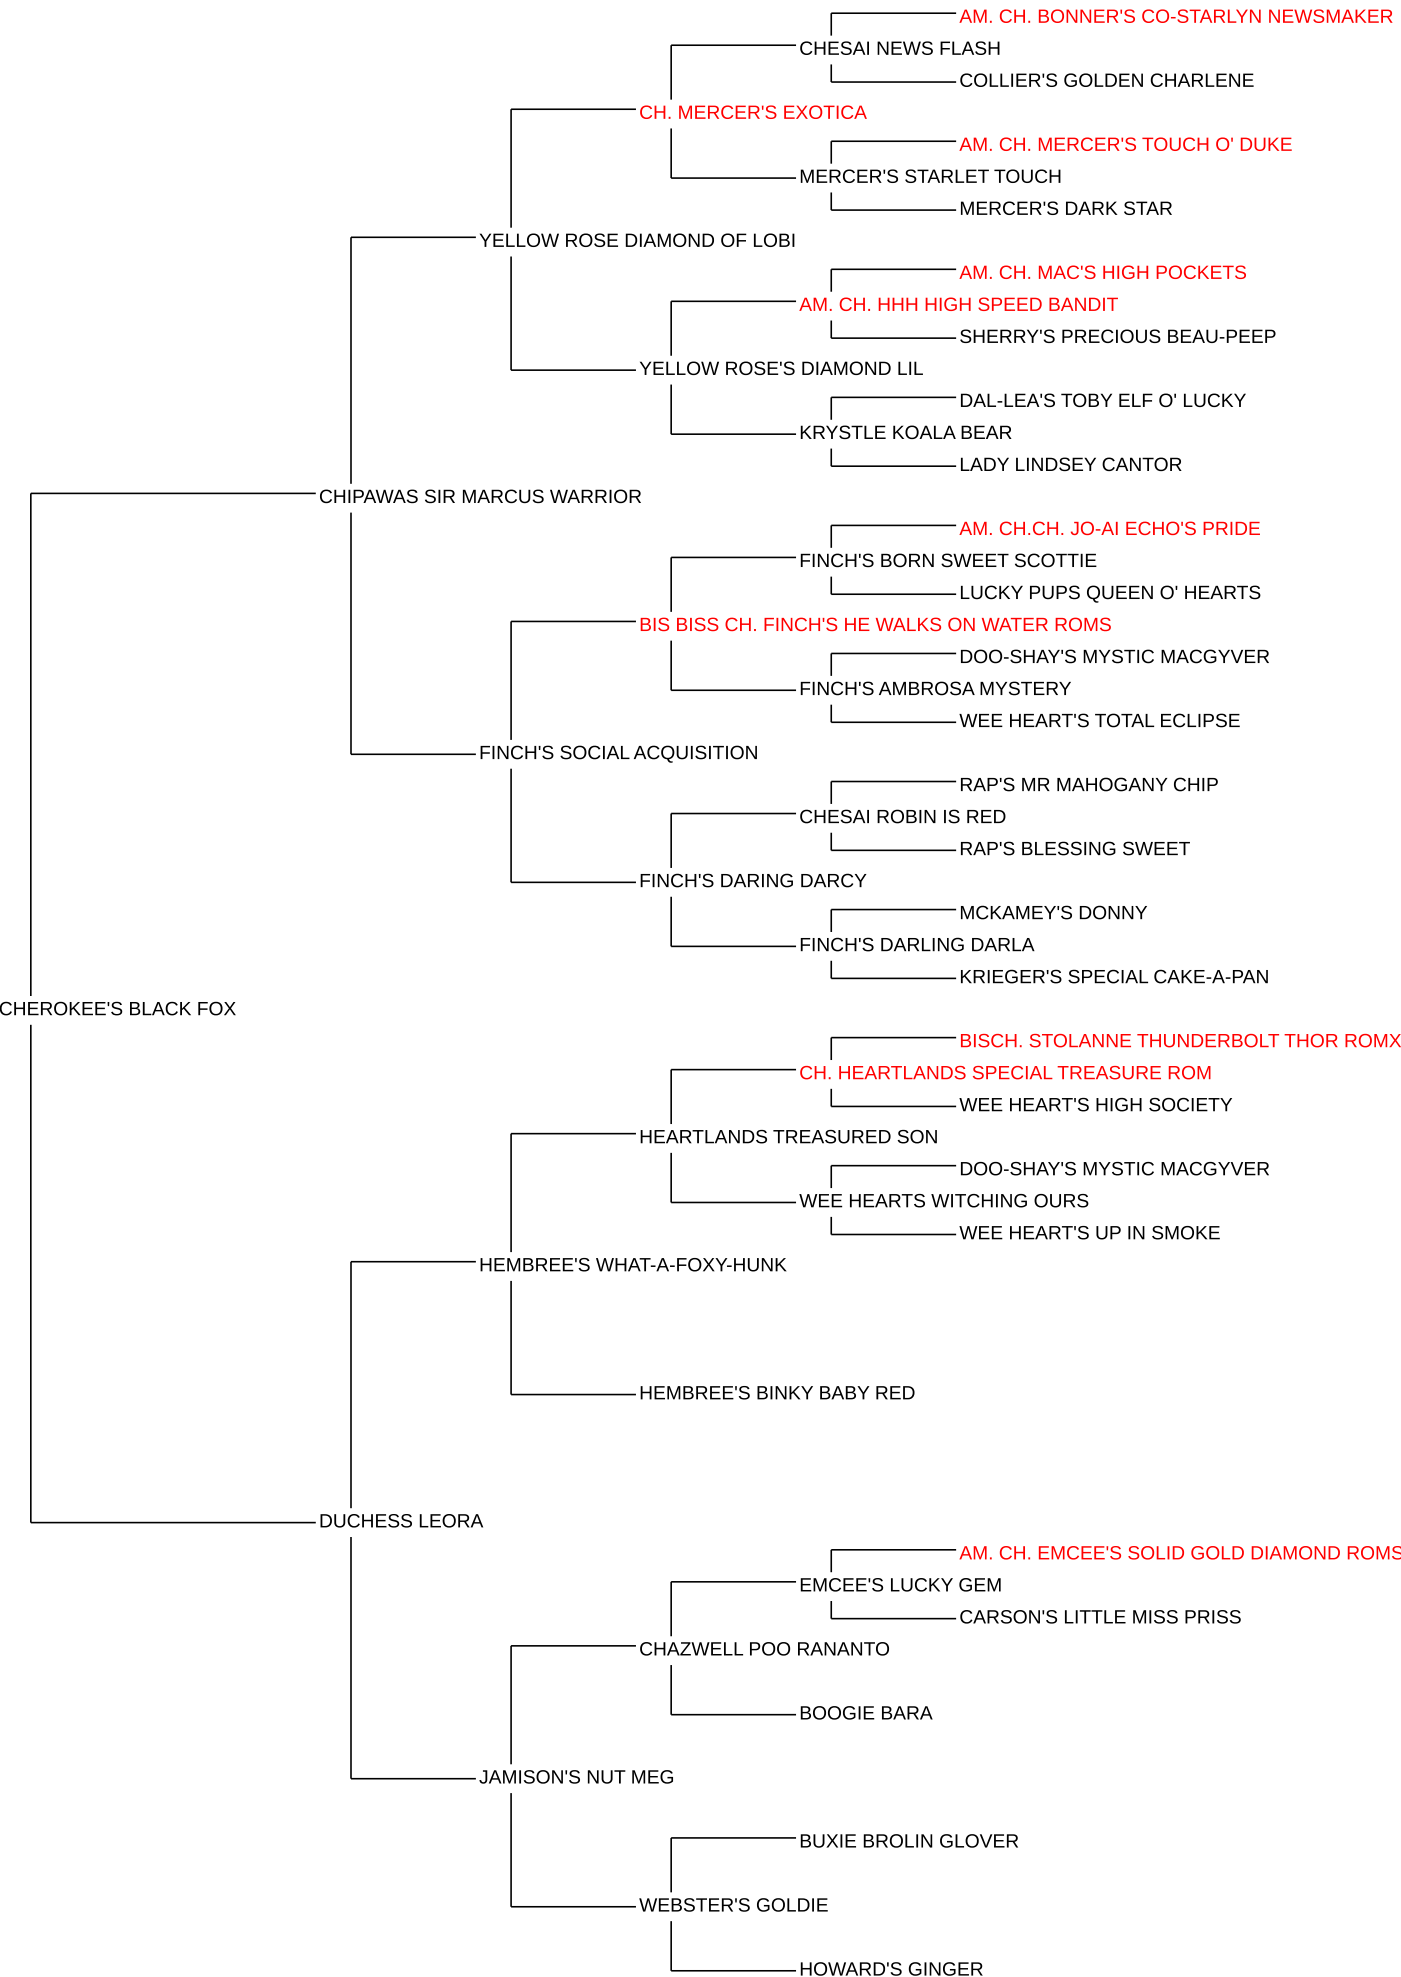 AM. CH. BONNER'S CO-STARLYN NEWSMAKER
CHESAI NEWS FLASH
COLLIER'S GOLDEN CHARLENE
CH. MERCER'S EXOTICA
AM. CH. MERCER'S TOUCH O' DUKE
MERCER'S STARLET TOUCH
MERCER'S DARK STAR
YELLOW ROSE DIAMOND OF LOBI
AM. CH. MAC'S HIGH POCKETS
AM. CH. HHH HIGH SPEED BANDIT
SHERRY'S PRECIOUS BEAU-PEEP
YELLOW ROSE'S DIAMOND LIL
DAL-LEA'S TOBY ELF O' LUCKY
KRYSTLE KOALA BEAR
LADY LINDSEY CANTOR
CHIPAWAS SIR MARCUS WARRIOR
AM. CH.CH. JO-AI ECHO'S PRIDE
FINCH'S BORN SWEET SCOTTIE
LUCKY PUPS QUEEN O' HEARTS
BIS BISS CH. FINCH'S HE WALKS ON WATER ROMS
DOO-SHAY'S MYSTIC MACGYVER
FINCH'S AMBROSA MYSTERY
WEE HEART'S TOTAL ECLIPSE
FINCH'S SOCIAL ACQUISITION
RAP'S MR MAHOGANY CHIP
CHESAI ROBIN IS RED
RAP'S BLESSING SWEET
FINCH'S DARING DARCY
MCKAMEY'S DONNY
FINCH'S DARLING DARLA
KRIEGER'S SPECIAL CAKE-A-PAN
CHEROKEE'S BLACK FOX
BISCH. STOLANNE THUNDERBOLT THOR ROMX
CH. HEARTLANDS SPECIAL TREASURE ROM
WEE HEART'S HIGH SOCIETY
HEARTLANDS TREASURED SON
DOO-SHAY'S MYSTIC MACGYVER
WEE HEARTS WITCHING OURS
WEE HEART'S UP IN SMOKE
HEMBREE'S WHAT-A-FOXY-HUNK
HEMBREE'S BINKY BABY RED
DUCHESS LEORA
AM. CH. EMCEE'S SOLID GOLD DIAMOND ROMS
EMCEE'S LUCKY GEM
CARSON'S LITTLE MISS PRISS
CHAZWELL POO RANANTO
BOOGIE BARA
JAMISON'S NUT MEG
BUXIE BROLIN GLOVER
WEBSTER'S GOLDIE
HOWARD'S GINGER